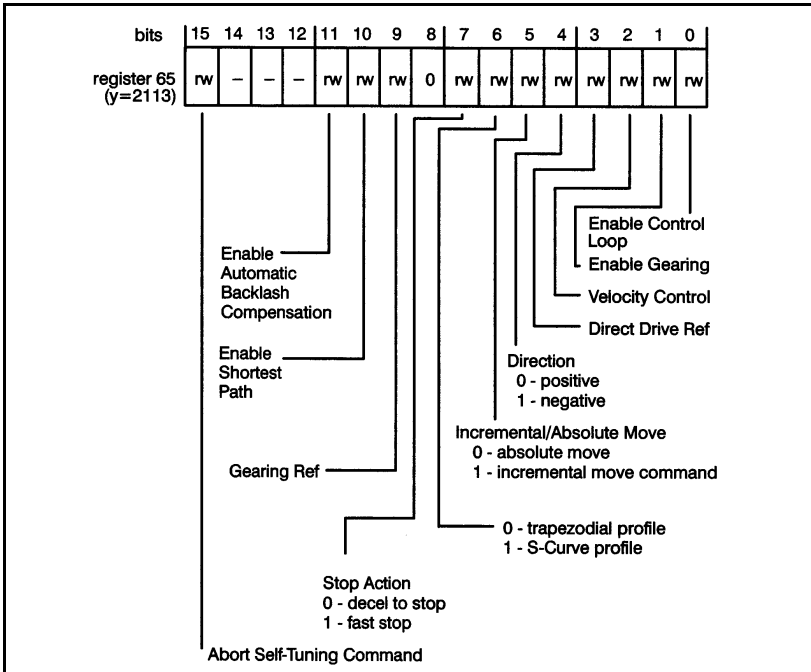 bits 15 14 13 12 11 10 9 8 7 6 5 4 3 2 1 0
register 65 rw – – – rw rw rw 0 rw rw rw rw rw rw rw rw
(y=2113)
Enable Control
Loop
Enable Gearing
Velocity Control
Direct Drive Ref
Direction
0 - positive
1 - negative
Incremental/Absolute Move
0 - absolute move
1 - incremental move command
0 - trapezodial profile
1 - S-Curve profile
Enable
Automatic
Backlash
Compensation
Enable
Shortest
Path
Gearing Ref
Stop Action
0 - decel to stop
1 - fast stop
Abort Self-Tuning Command